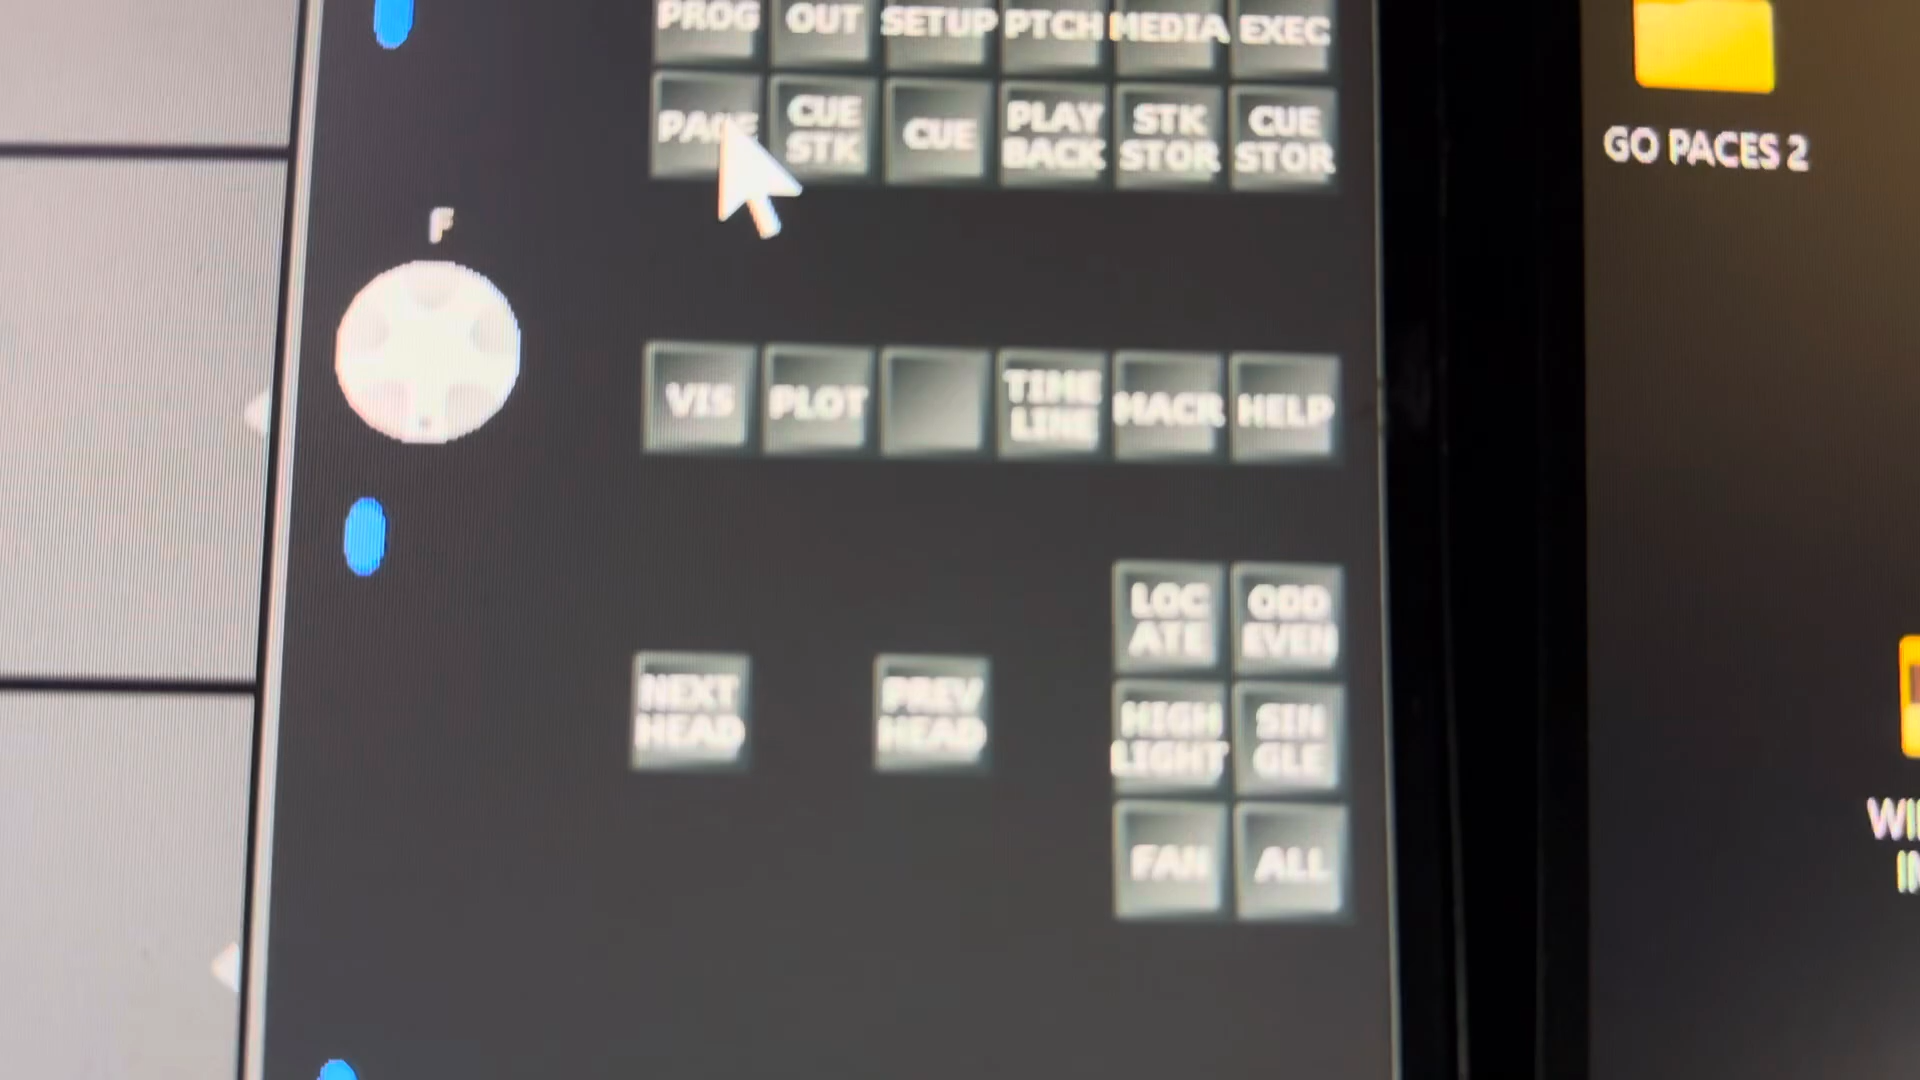 PROG OUT SETUP PTCH MEDIA EXEC
PAGE CUE STK CUE PLAY BACK STK STOR CUE STOR
GO PACES 2
F
VIS PLOT TIME LINE MACR HELP
LOC ATE ODD EVEN
NEXT HEAD PREV HEAD HIGH LIGHT SIN GLE
FAN ALL